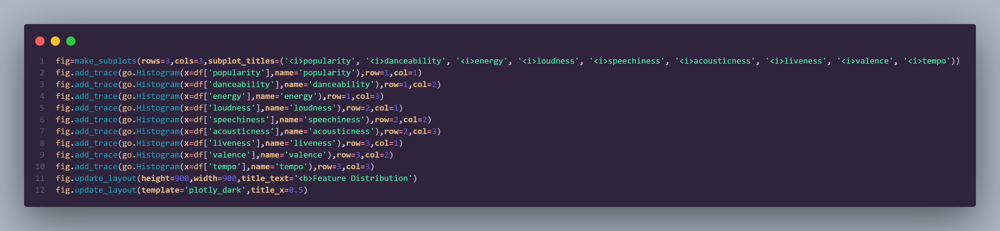 1 fig=make_subplots(rows=3,cols=3,subplot_titles=('<i>popularity', '<i>danceability', '<i>energy', '<i>loudness', '<i>speechiness', '<i>acousticness', '<i>liveness', '<i>valence', '<i>tempo'))
2 fig.add_trace(go.Histogram(x=df['popularity'],name='popularity'),row=1,col=1)
3 fig.add_trace(go.Histogram(x=df['danceability'],name='danceability'),row=1,col=2)
4 fig.add_trace(go.Histogram(x=df['energy'],name='energy'),row=1,col=3)
5 fig.add_trace(go.Histogram(x=df['loudness'],name='loudness'),row=2,col=1)
6 fig.add_trace(go.Histogram(x=df['speechiness'],name='speechiness'),row=2,col=2)
7 fig.add_trace(go.Histogram(x=df['acousticness'],name='acousticness'),row=2,col=3)
8 fig.add_trace(go.Histogram(x=df['liveness'],name='liveness'),row=3,col=1)
9 fig.add_trace(go.Histogram(x=df['valence'],name='valence'),row=3,col=2)
10 fig.add_trace(go.Histogram(x=df['tempo'],name='tempo'),row=3,col=3)
11 fig.update_layout(height=900,width=900,title_text='<b>Feature Distribution')
12 fig.update_layout(template='plotly_dark',title_x=0.5)